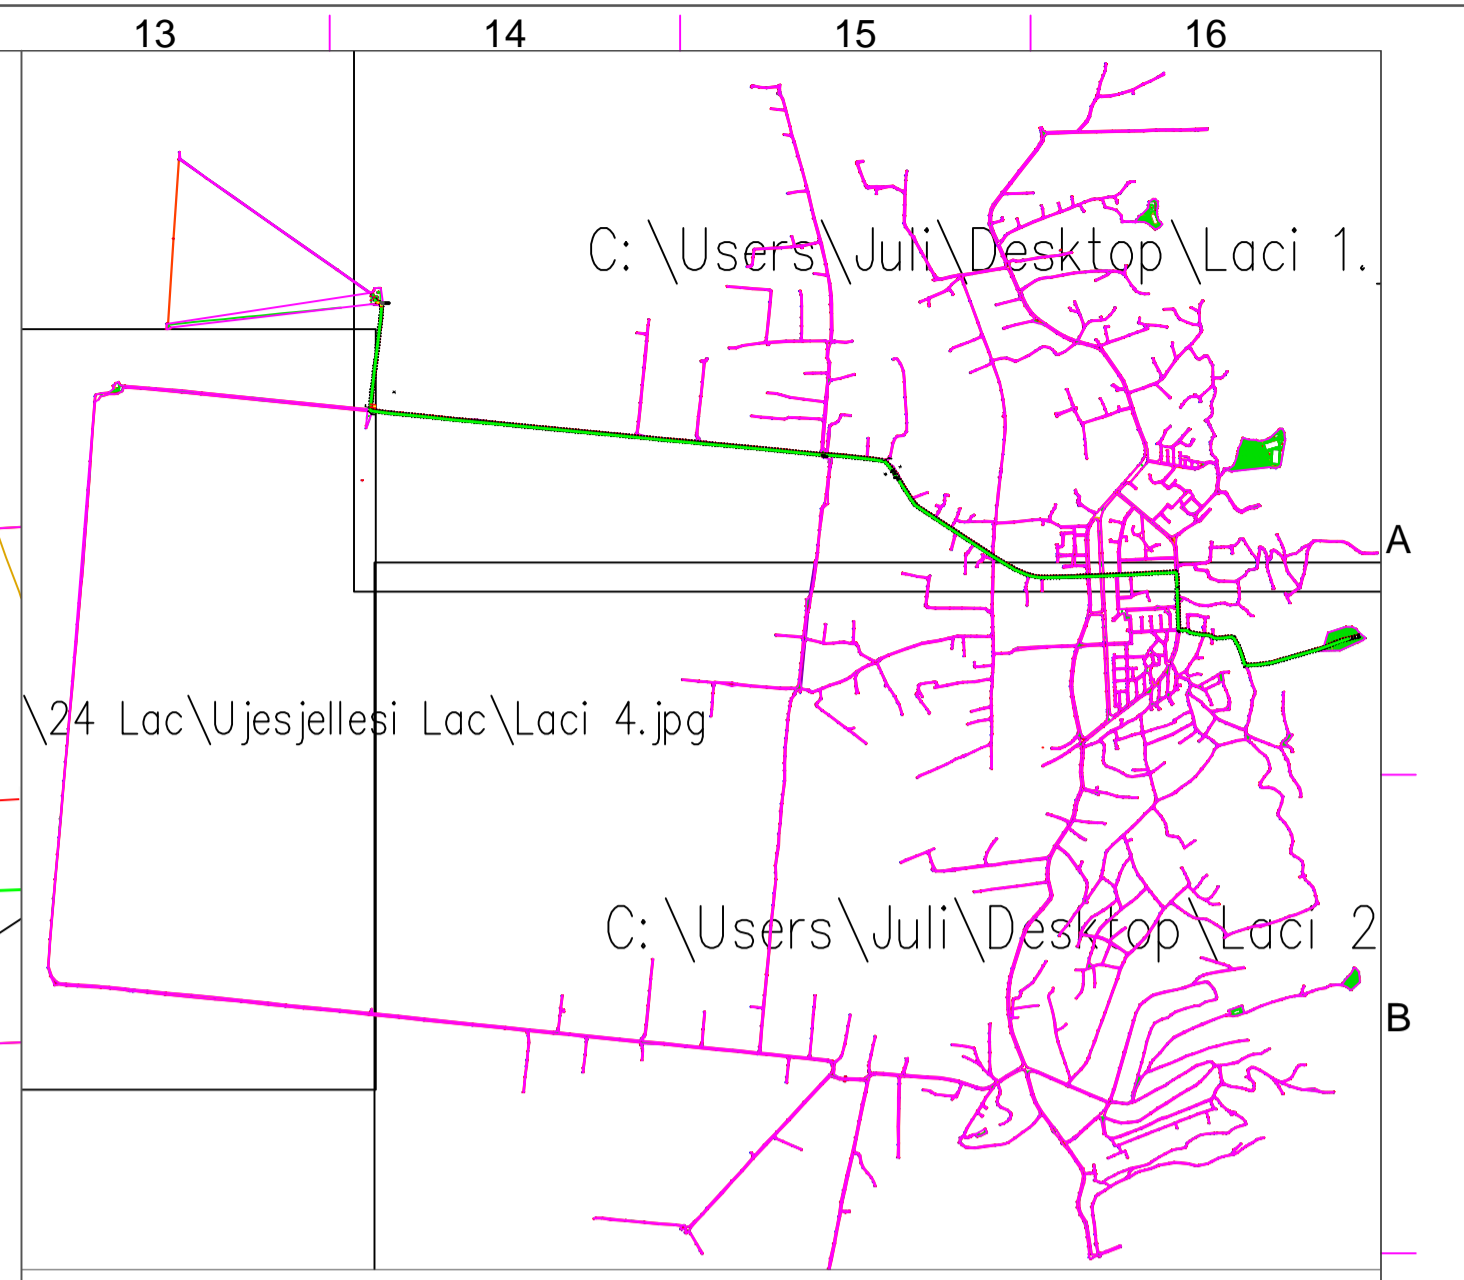 13 14 15 16
C:\Users\Juli\Desktop\Laci 1.
A
\24 Lac\Ujesjellesi Lac\Laci 4.jpg
C:\Users\Juli\Desktop\Laci 2
B